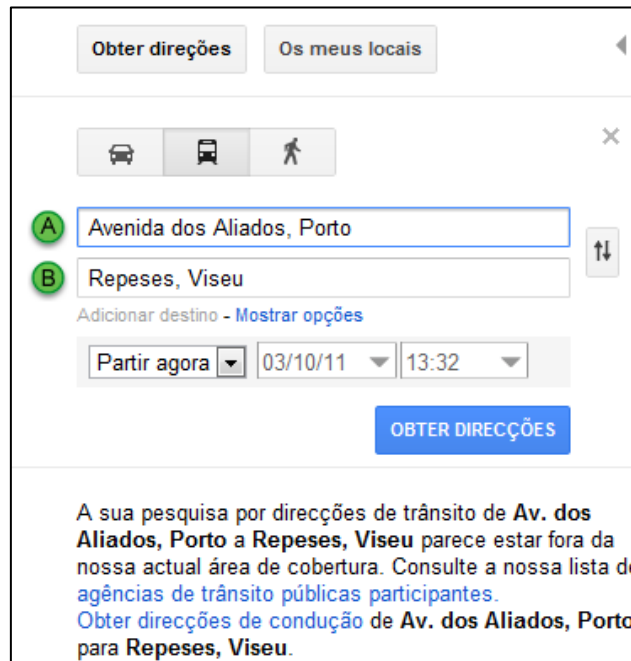 Obter direções Os meus locais
A Avenida dos Aliados, Porto
B Repeses, Viseu
Adicionar destino - Mostrar opções
Partir agora 03/10/11 13:32
OBTER DIRECÇÕES
A sua pesquisa por direcções de trânsito de Av. dos
Aliados, Porto a Repeses, Viseu parece estar fora da
nossa actual área de cobertura. Consulte a nossa lista de
agências de trânsito públicas participantes.
Obter direcções de condução de Av. dos Aliados, Porto
para Repeses, Viseu.